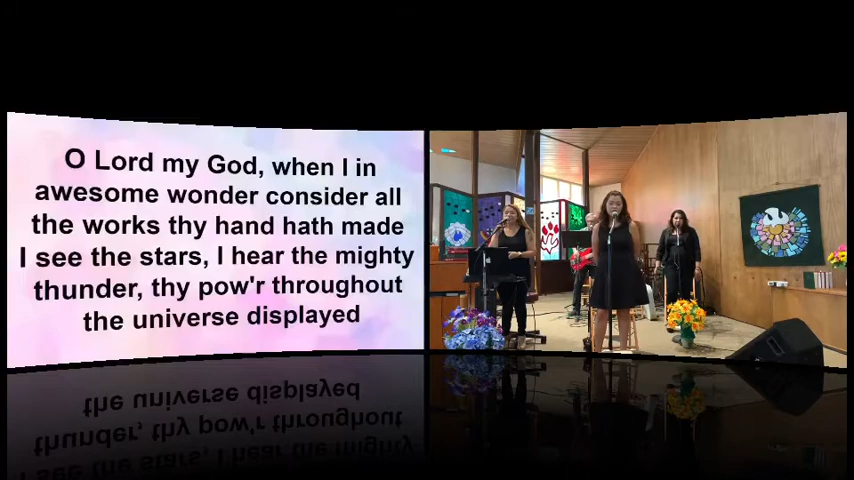 O Lord my God, when I in
awesome wonder consider all
the works thy hand hath made
I see the stars, I hear the mighty
thunder, thy pow'r throughout
the universe displayed